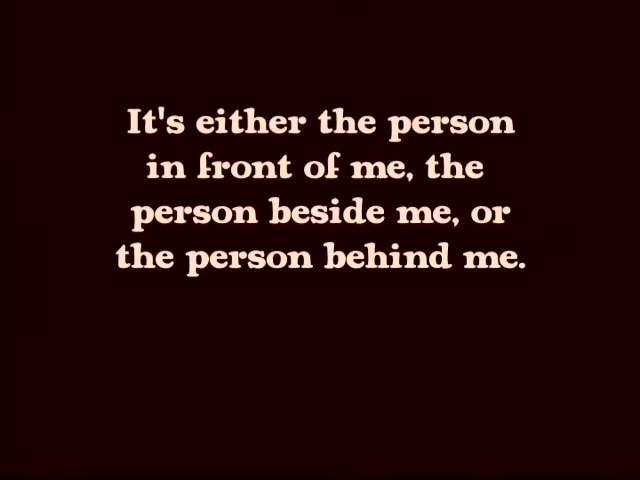 It's either the person
in front of me, the
person beside me, or
the person behind me.